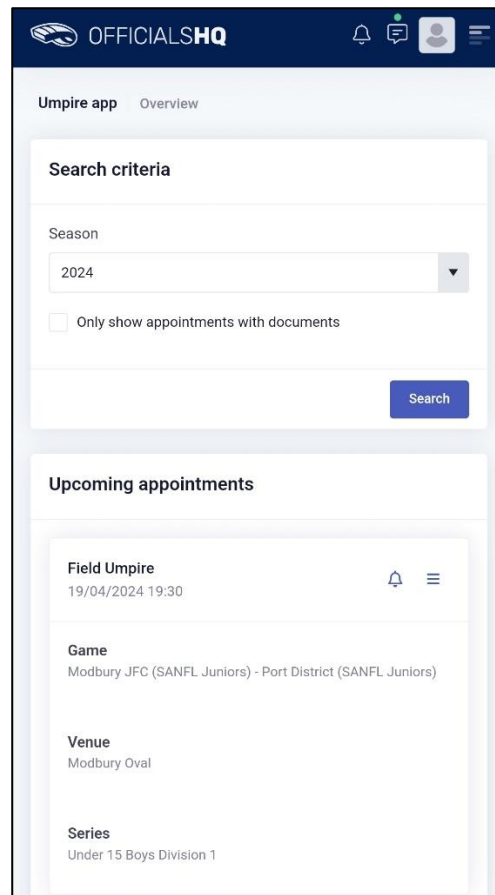 OFFICIALSHQ
Umpire app Overview
Search criteria
Season
2024
Only show appointments with documents
Search
Upcoming appointments
Field Umpire
19/04/2024 19:30
Game
Modbury JFC (SANFL Juniors) - Port District (SANFL Juniors)
Venue
Modbury Oval
Series
Under 15 Boys Division 1